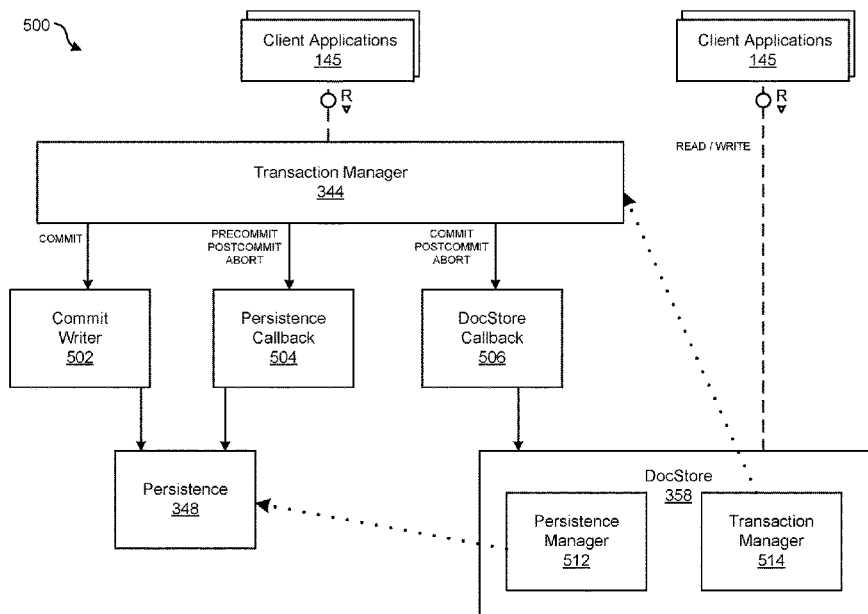 500
Client Applications
145
Client Applications
145
R
R
READ / WRITE
Transaction Manager
344
COMMIT
PRECOMMIT
POSTCOMMIT
ABORT
COMMIT
POSTCOMMIT
ABORT
Commit
Writer
502
Persistence
Callback
504
DocStore
Callback
506
Persistence
348
DocStore
358
Persistence
Manager
512
Transaction
Manager
514